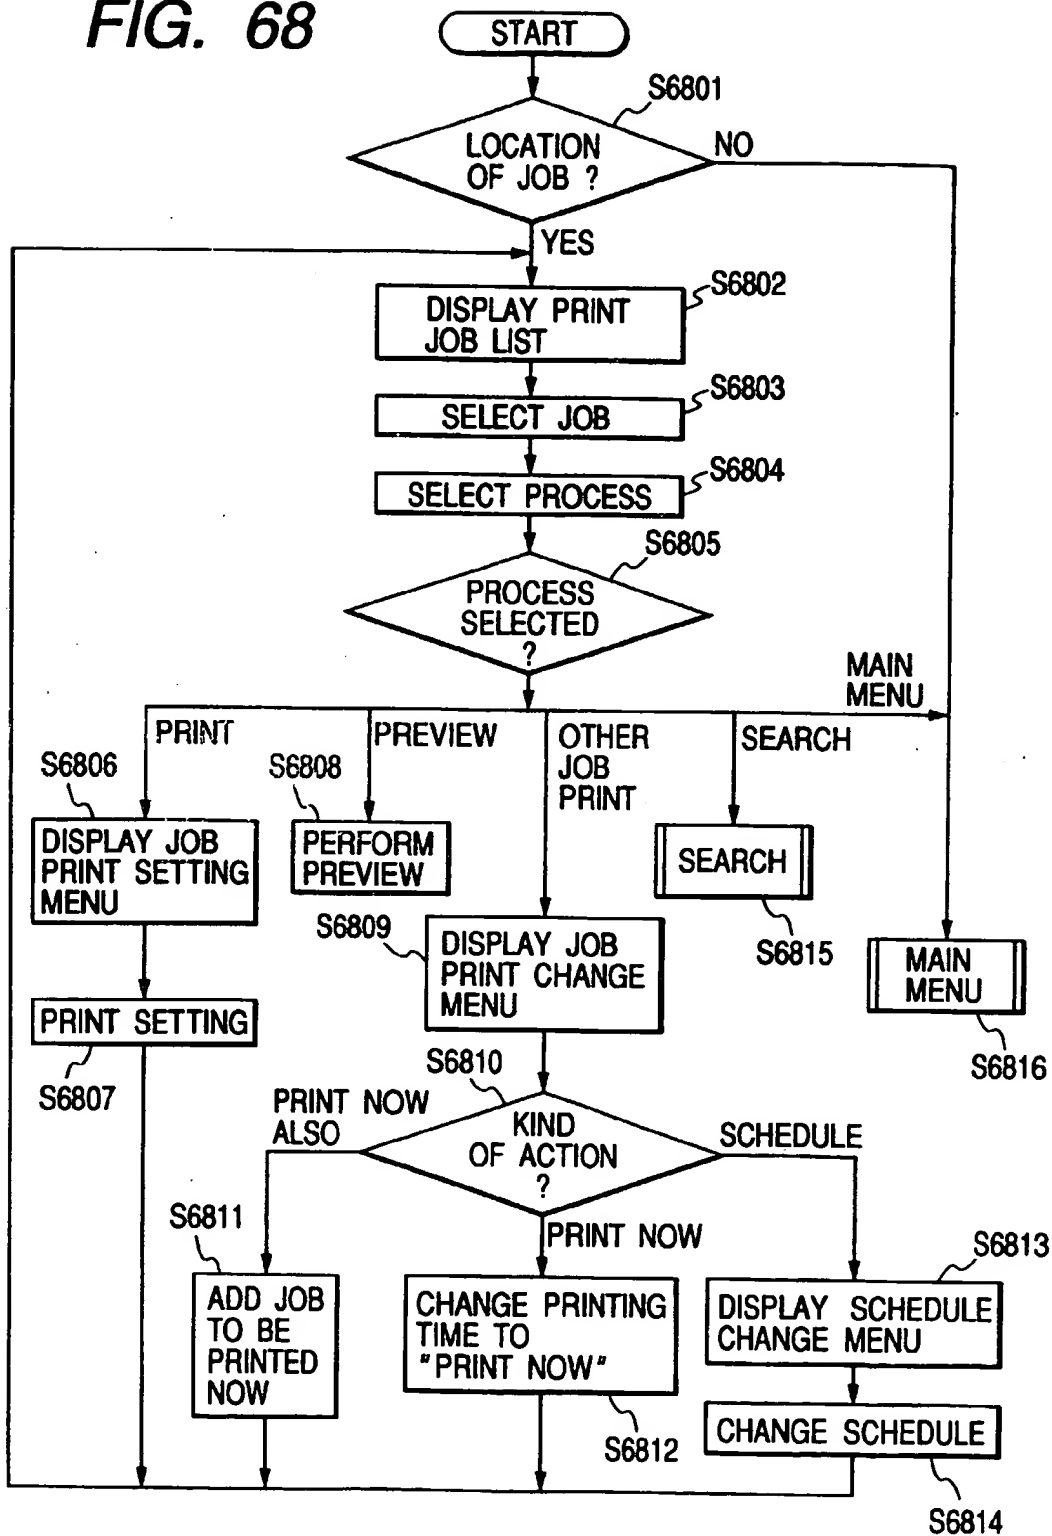 FIG. 68
START
S6801
LOCATION
OF JOB ?
NO
YES
S6802
DISPLAY PRINT
JOB LIST
S6803
SELECT JOB
S6804
SELECT PROCESS
S6805
PROCESS
SELECTED
?
MAIN
MENU
PRINT
PREVIEW
OTHER
JOB
PRINT
SEARCH
S6806
DISPLAY JOB
PRINT SETTING
MENU
S6808
PERFORM
PREVIEW
SEARCH
S6815
S6809
DISPLAY JOB
PRINT CHANGE
MENU
MAIN
MENU
S6816
PRINT SETTING
S6807
S6810
KIND
OF ACTION
?
PRINT NOW
ALSO
SCHEDULE
PRINT NOW
S6811
ADD JOB
TO BE
PRINTED
NOW
CHANGE PRINTING
TIME TO
"PRINT NOW"
S6812
S6813
DISPLAY SCHEDULE
CHANGE MENU
CHANGE SCHEDULE
S6814